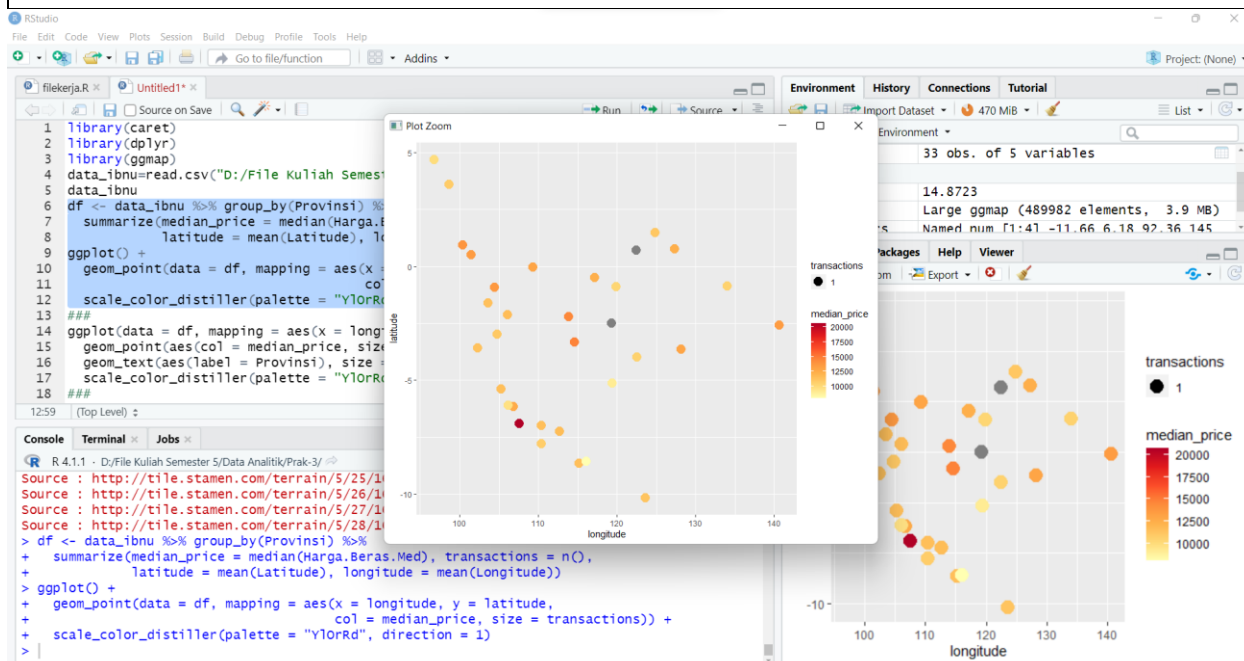 RStudio
File Edit Code View Plots Session Build Debug Profile Tools Help
Go to file/function
Addins
Project: (None)
filekerja.R
Untitled1*
Source on Save
Run
Source
1 library(caret)
2 library(dplyr)
3 library(ggmap)
4 data_ibnu=read.csv("D:/File Kuliah Semest
5 data_ibnu
6 df <- data_ibnu %>% group_by(Provinsi) %>
7 summarize(median_price = median(Harga.B
8 latitude = mean(Latitude), lo
9 ggplot() +
10 geom_point(data = df, mapping = aes(x =
11 col
12 scale_color_distiller(palette = "YlOrRd
13 ###
14 ggplot(data = df, mapping = aes(x = longi
15 geom_point(aes(col = median_price, size
16 geom_text(aes(label = Provinsi), size =
17 scale_color_distiller(palette = "YlOrRd
18 ###
12:59 (Top Level)
Console Terminal Jobs
R 4.1.1 · D:/File Kuliah Semester 5/Data Analitik/Prak-3/
Source : http://tile.stamen.com/terrain/5/25/1
Source : http://tile.stamen.com/terrain/5/26/1
Source : http://tile.stamen.com/terrain/5/27/1
Source : http://tile.stamen.com/terrain/5/28/1
> df <- data_ibnu %>% group_by(Provinsi) %>%
+ summarize(median_price = median(Harga.Beras.Med), transactions = n(),
+ latitude = mean(Latitude), longitude = mean(Longitude))
> ggplot() +
+ geom_point(data = df, mapping = aes(x = longitude, y = latitude,
+ col = median_price, size = transactions)) +
+ scale_color_distiller(palette = "YlOrRd", direction = 1)
>
Plot Zoom
5
0
-5
-10
latitude
100 110 120 130 140
longitude
transactions
1
median_price
20000
17500
15000
12500
10000
Environment History Connections Tutorial
Import Dataset
470 MiB
List
Environment
33 obs. of 5 variables
14.8723
Large ggmap (489982 elements, 3.9 MB)
Named num [1:4] -11.66 6.18 92.36 145
Packages Help Viewer
Export
transactions
1
median_price
20000
17500
15000
12500
10000
-10
100 110 120 130 140
longitude